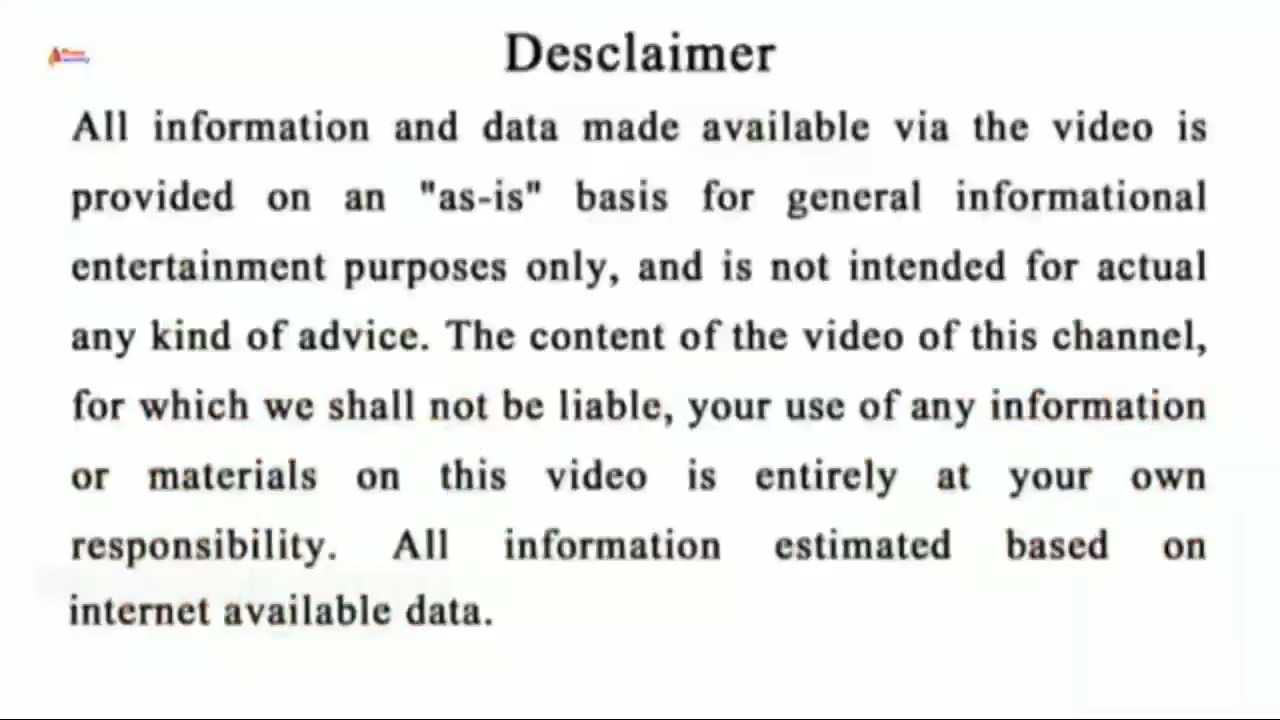 Desclaimer
All information and data made available via the video is
provided on an "as-is" basis for general informational
entertainment purposes only, and is not intended for actual
any kind of advice. The content of the video of this channel,
for which we shall not be liable, your use of any information
or materials on this video is entirely at your own
responsibility. All information estimated based on
internet available data.